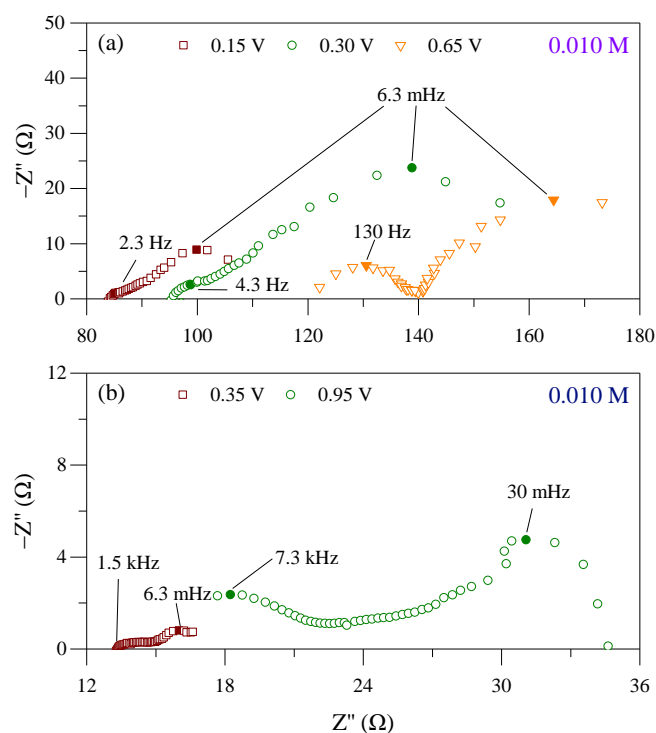 50
40
30
20
10
0
−Z" (Ω)
(a)
0.15 V
0.30 V
0.65 V
0.010 M
6.3 mHz
2.3 Hz
4.3 Hz
130 Hz
80
100
120
140
160
180
12
8
4
0
−Z" (Ω)
(b)
0.35 V
0.95 V
0.010 M
30 mHz
1.5 kHz
7.3 kHz
6.3 mHz
12
18
24
30
36
Z" (Ω)